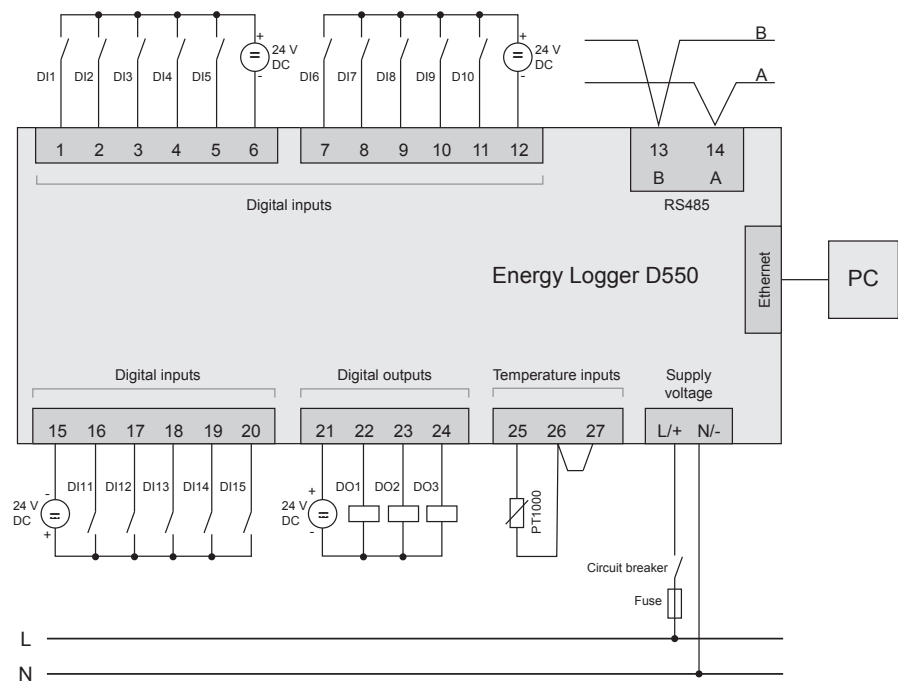 + +
24 V 24 V
DC DC
- -
DI1 DI2 DI3 DI4 DI5 DI6 DI7 DI8 DI9 D10
B
A
1 2 3 4 5 6 7 8 9 10 11 12 13 14
B A
Digital inputs RS485
Energy Logger D550
Ethernet
PC
Digital inputs Digital outputs Temperature inputs Supply
voltage
15 16 17 18 19 20 21 22 23 24 25 26 27 L/+ N/-
- DI11 DI12 DI13 DI14 DI15 + DO1 DO2 DO3
24 V 24 V
DC DC
+ -
PT1000
Circuit breaker
Fuse
L
N